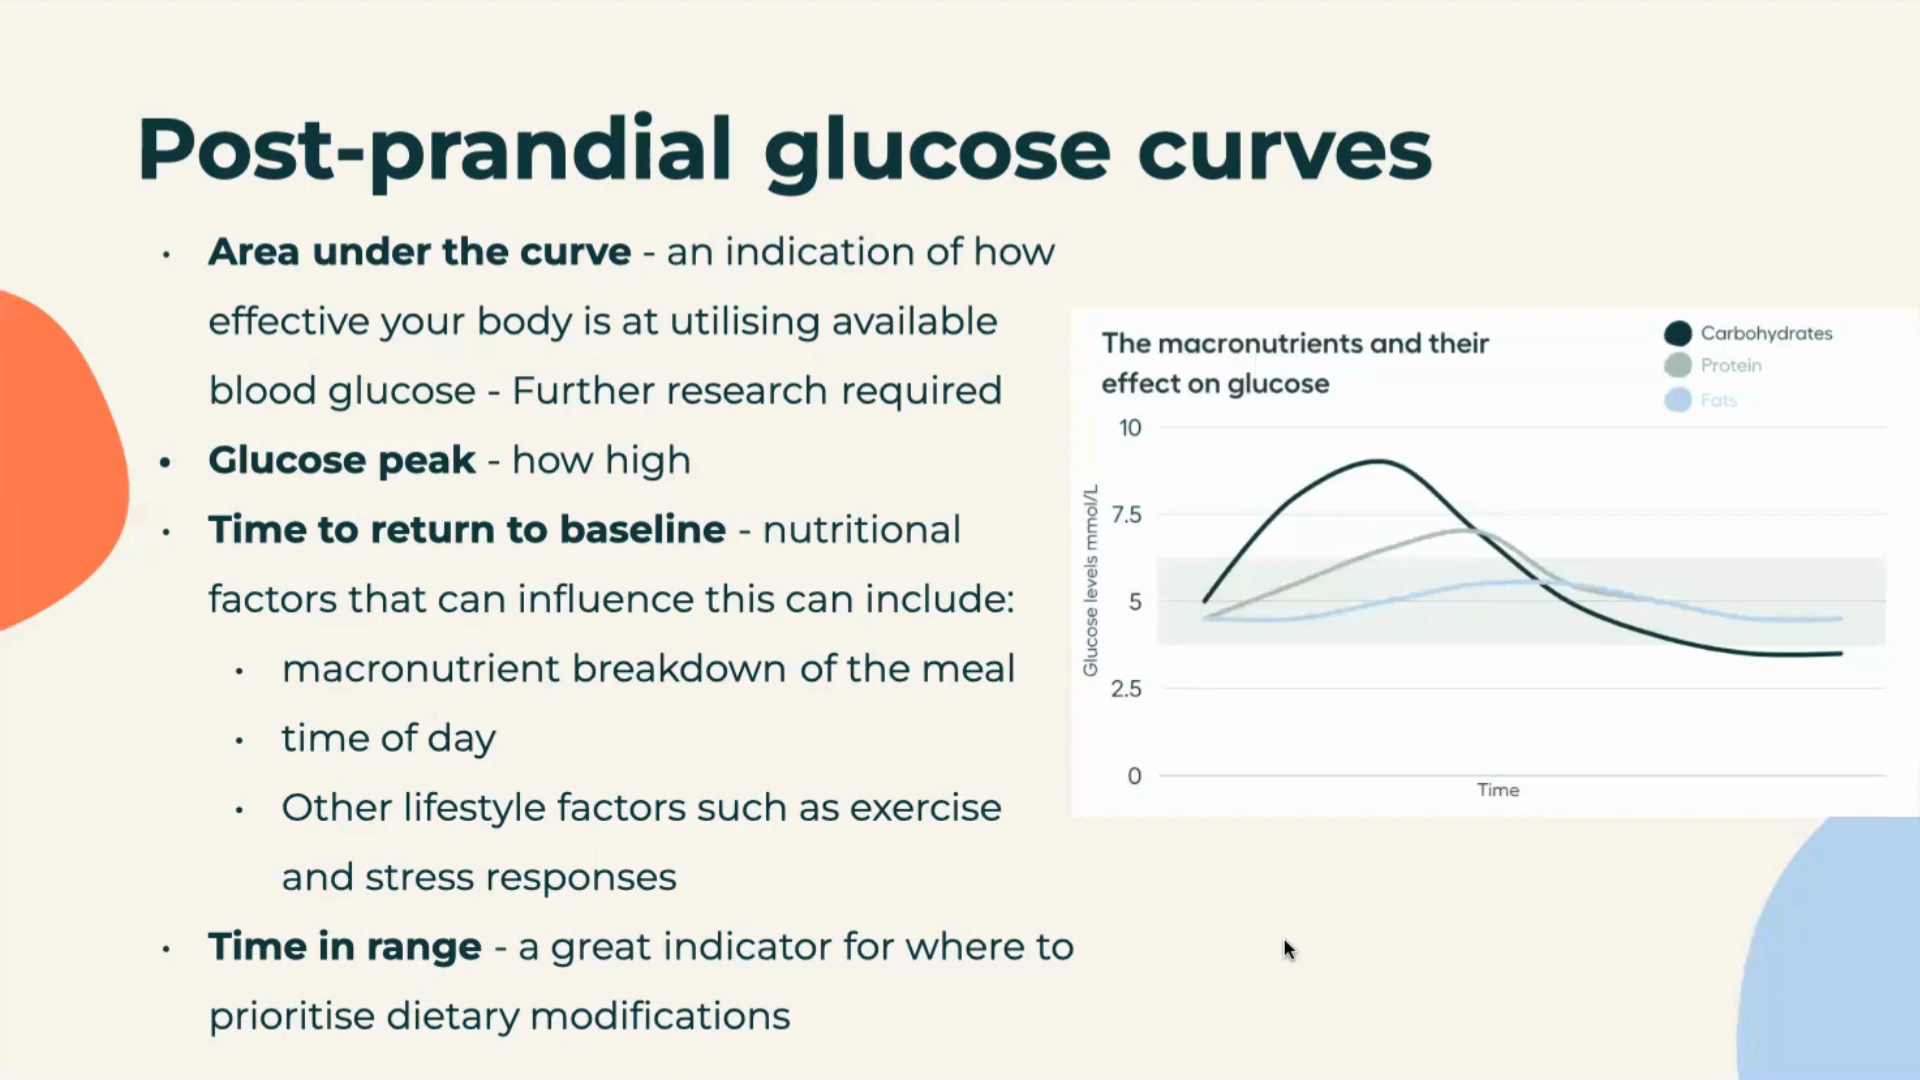 Post-prandial glucose curves
• Area under the curve - an indication of how
effective your body is at utilising available
blood glucose - Further research required
• Glucose peak - how high
• Time to return to baseline - nutritional
factors that can influence this can include:
• macronutrient breakdown of the meal
• time of day
• Other lifestyle factors such as exercise
and stress responses
• Time in range - a great indicator for where to
prioritise dietary modifications
The macronutrients and their
effect on glucose
Carbohydrates
Protein
Fats
Glucose levels mmol/L
10
7.5
5
2.5
0
Time